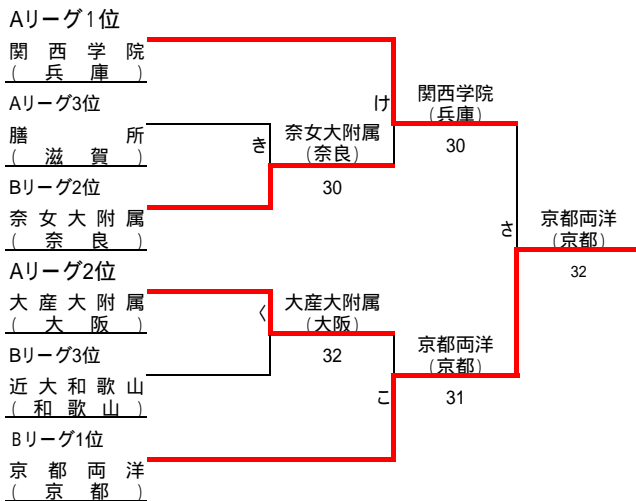 Aリーグ1位
関西学院
(兵庫)
Aリーグ3位
膳所
(滋賀)
Bリーグ2位
奈女大附属
(奈良)
Aリーグ2位
大産大附属
(大阪)
Bリーグ3位
近大和歌山
(和歌山)
Bリーグ1位
京都両洋
(京都)
き
奈女大附属
(奈良)
30
く
大産大附属
(大阪)
32
け
関西学院
(兵庫)
30
こ
京都両洋
(京都)
31
さ
京都両洋
(京都)
32